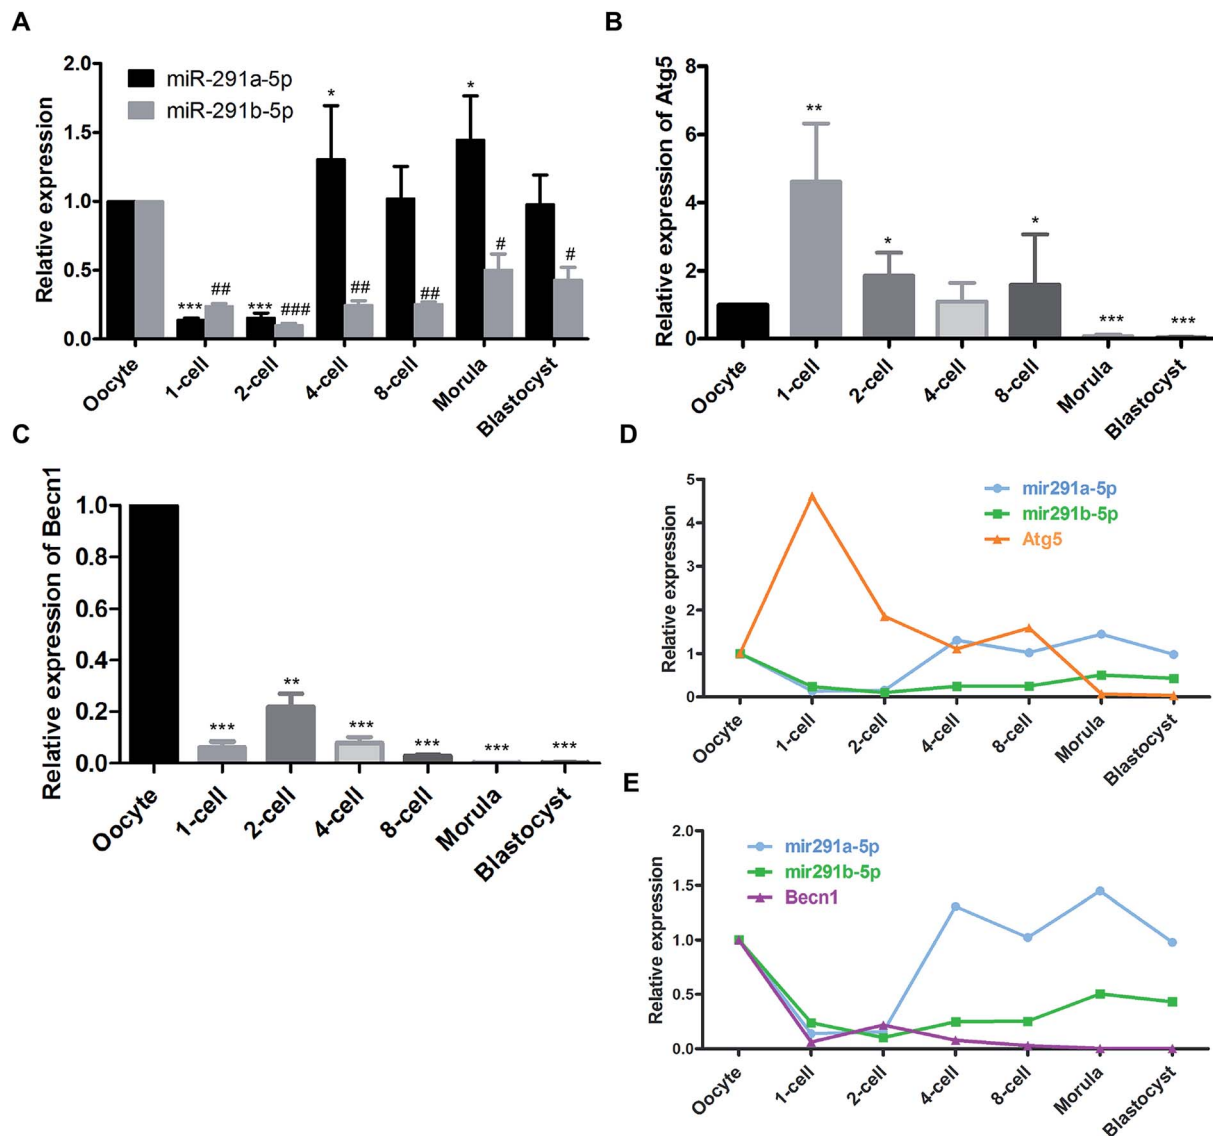 A
Relative expression
2.0
1.5
1.0
0.5
0.0
miR-291a-5p
miR-291b-5p
***
##
***
###
*
##
##
*
#
#
Oocyte
1-cell
2-cell
4-cell
8-cell
Morula
Blastocyst
B
Relative expression of Atg5
8
6
4
2
0
**
*
*
***
***
Oocyte
1-cell
2-cell
4-cell
8-cell
Morula
Blastocyst
C
Relative expression of Becn1
1.0
0.8
0.6
0.4
0.2
0.0
***
**
***
***
***
***
Oocyte
1-cell
2-cell
4-cell
8-cell
Morula
Blastocyst
D
Relative expression
5
4
3
2
1
0
mir291a-5p
mir291b-5p
Atg5
Oocyte
1-cell
2-cell
4-cell
8-cell
Morula
Blastocyst
E
Relative expression
2.0
1.5
1.0
0.5
0.0
mir291a-5p
mir291b-5p
Becn1
Oocyte
1-cell
2-cell
4-cell
8-cell
Morula
Blastocyst